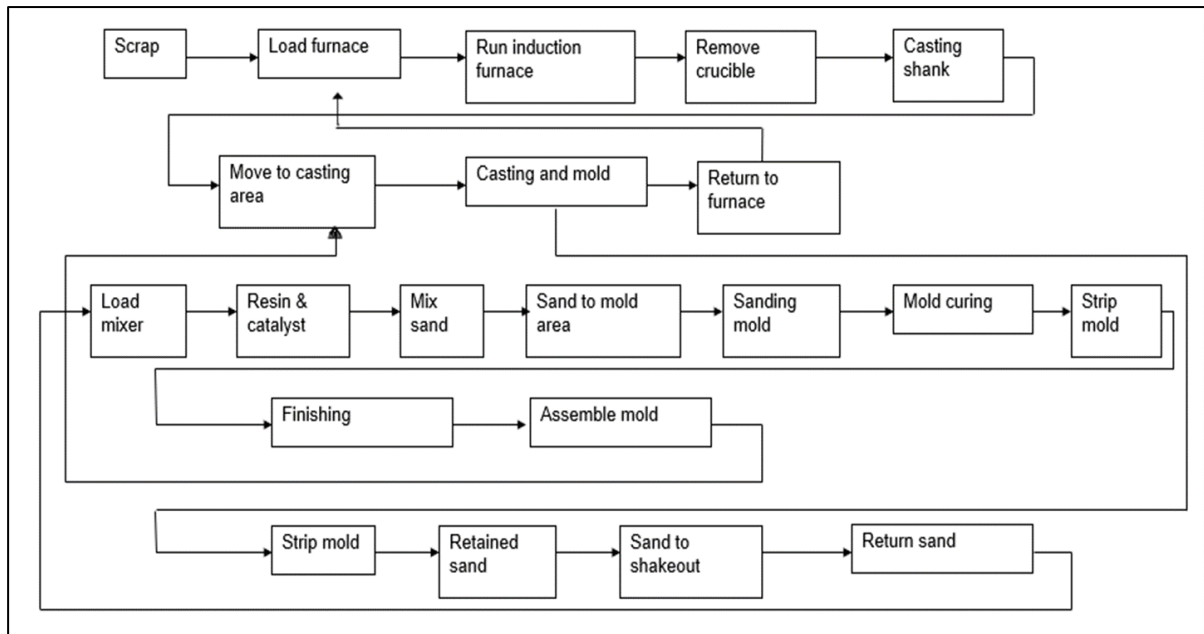 Scrap
Load furnace
Run induction
furnace
Remove
crucible
Casting
shank
Move to casting
area
Casting and mold
Return to
furnace
Load
mixer
Resin &
catalyst
Mix
sand
Sand to mold
area
Sanding
mold
Mold curing
Strip
mold
Finishing
Assemble mold
Strip mold
Retained
sand
Sand to
shakeout
Return sand